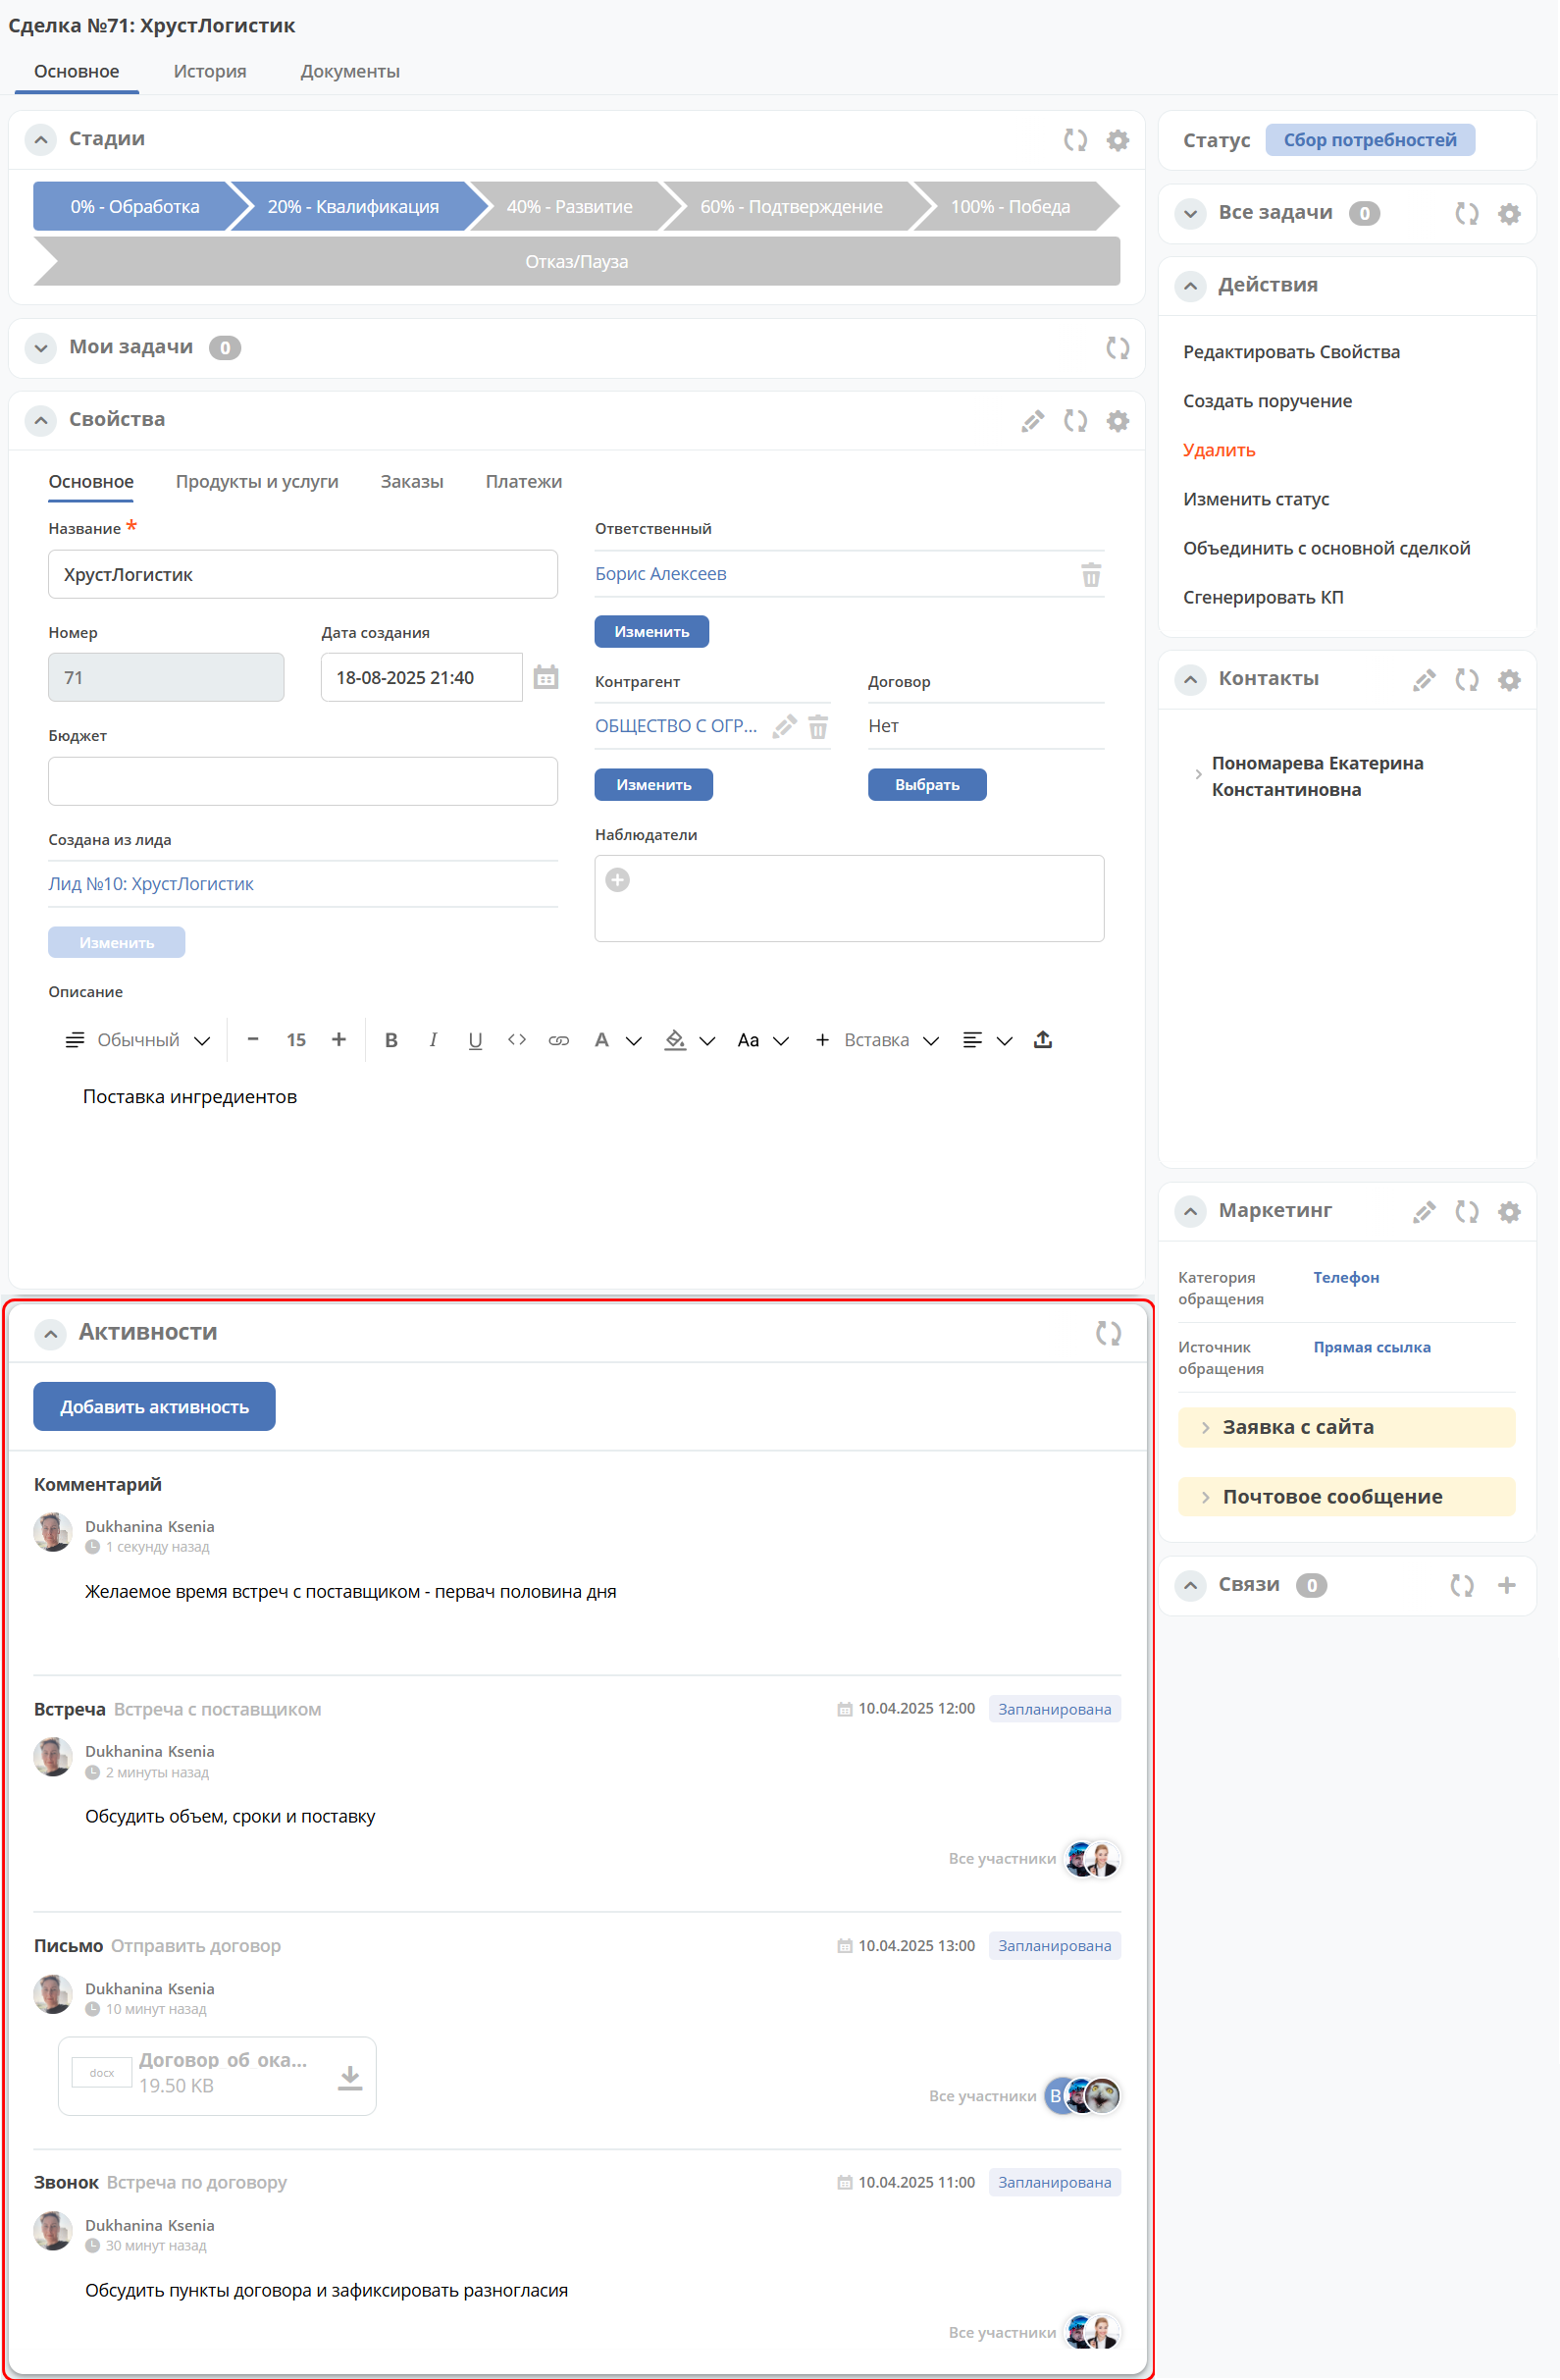 Сделка №71: ХрустЛогистик
Основное История Документы
Стадии
0% - Обработка 20% - Квалификация 40% - Развитие 60% - Подтверждение 100% - Победа
Отказ/Пауза
Мои задачи 0
Свойства
Основное Продукты и услуги Заказы Платежи
Название *
ХрустЛогистик
Номер Дата создания
71 18-08-2025 21:40
Бюджет
Создана из лида
Лид №10: ХрустЛогистик
Изменить
Ответственный
Борис Алексеев
Изменить
Контрагент Договор
ОБЩЕСТВО С ОГР... Нет
Изменить Выбрать
Наблюдатели
Описание
Обычный − 15 + B I U <> A Aa + Вставка
Поставка ингредиентов
Активности
Добавить активность
Комментарий
Dukhanina Ksenia
1 секунду назад
Желаемое время встреч с поставщиком - первач половина дня
Встреча Встреча с поставщиком 10.04.2025 12:00 Запланирована
Dukhanina Ksenia
2 минуты назад
Обсудить объем, сроки и поставку
Все участники
Письмо Отправить договор 10.04.2025 13:00 Запланирована
Dukhanina Ksenia
10 минут назад
docx Договор об ока...
19.50 KB
Все участники B
Звонок Встреча по договору 10.04.2025 11:00 Запланирована
Dukhanina Ksenia
30 минут назад
Обсудить пункты договора и зафиксировать разногласия
Все участники
Статус Сбор потребностей
Все задачи 0
Действия
Редактировать Свойства
Создать поручение
Удалить
Изменить статус
Объединить с основной сделкой
Сгенерировать КП
Контакты
Пономарева Екатерина
Константиновна
Маркетинг
Категория Телефон
обращения
Источник Прямая ссылка
обращения
Заявка с сайта
Почтовое сообщение
Связи 0